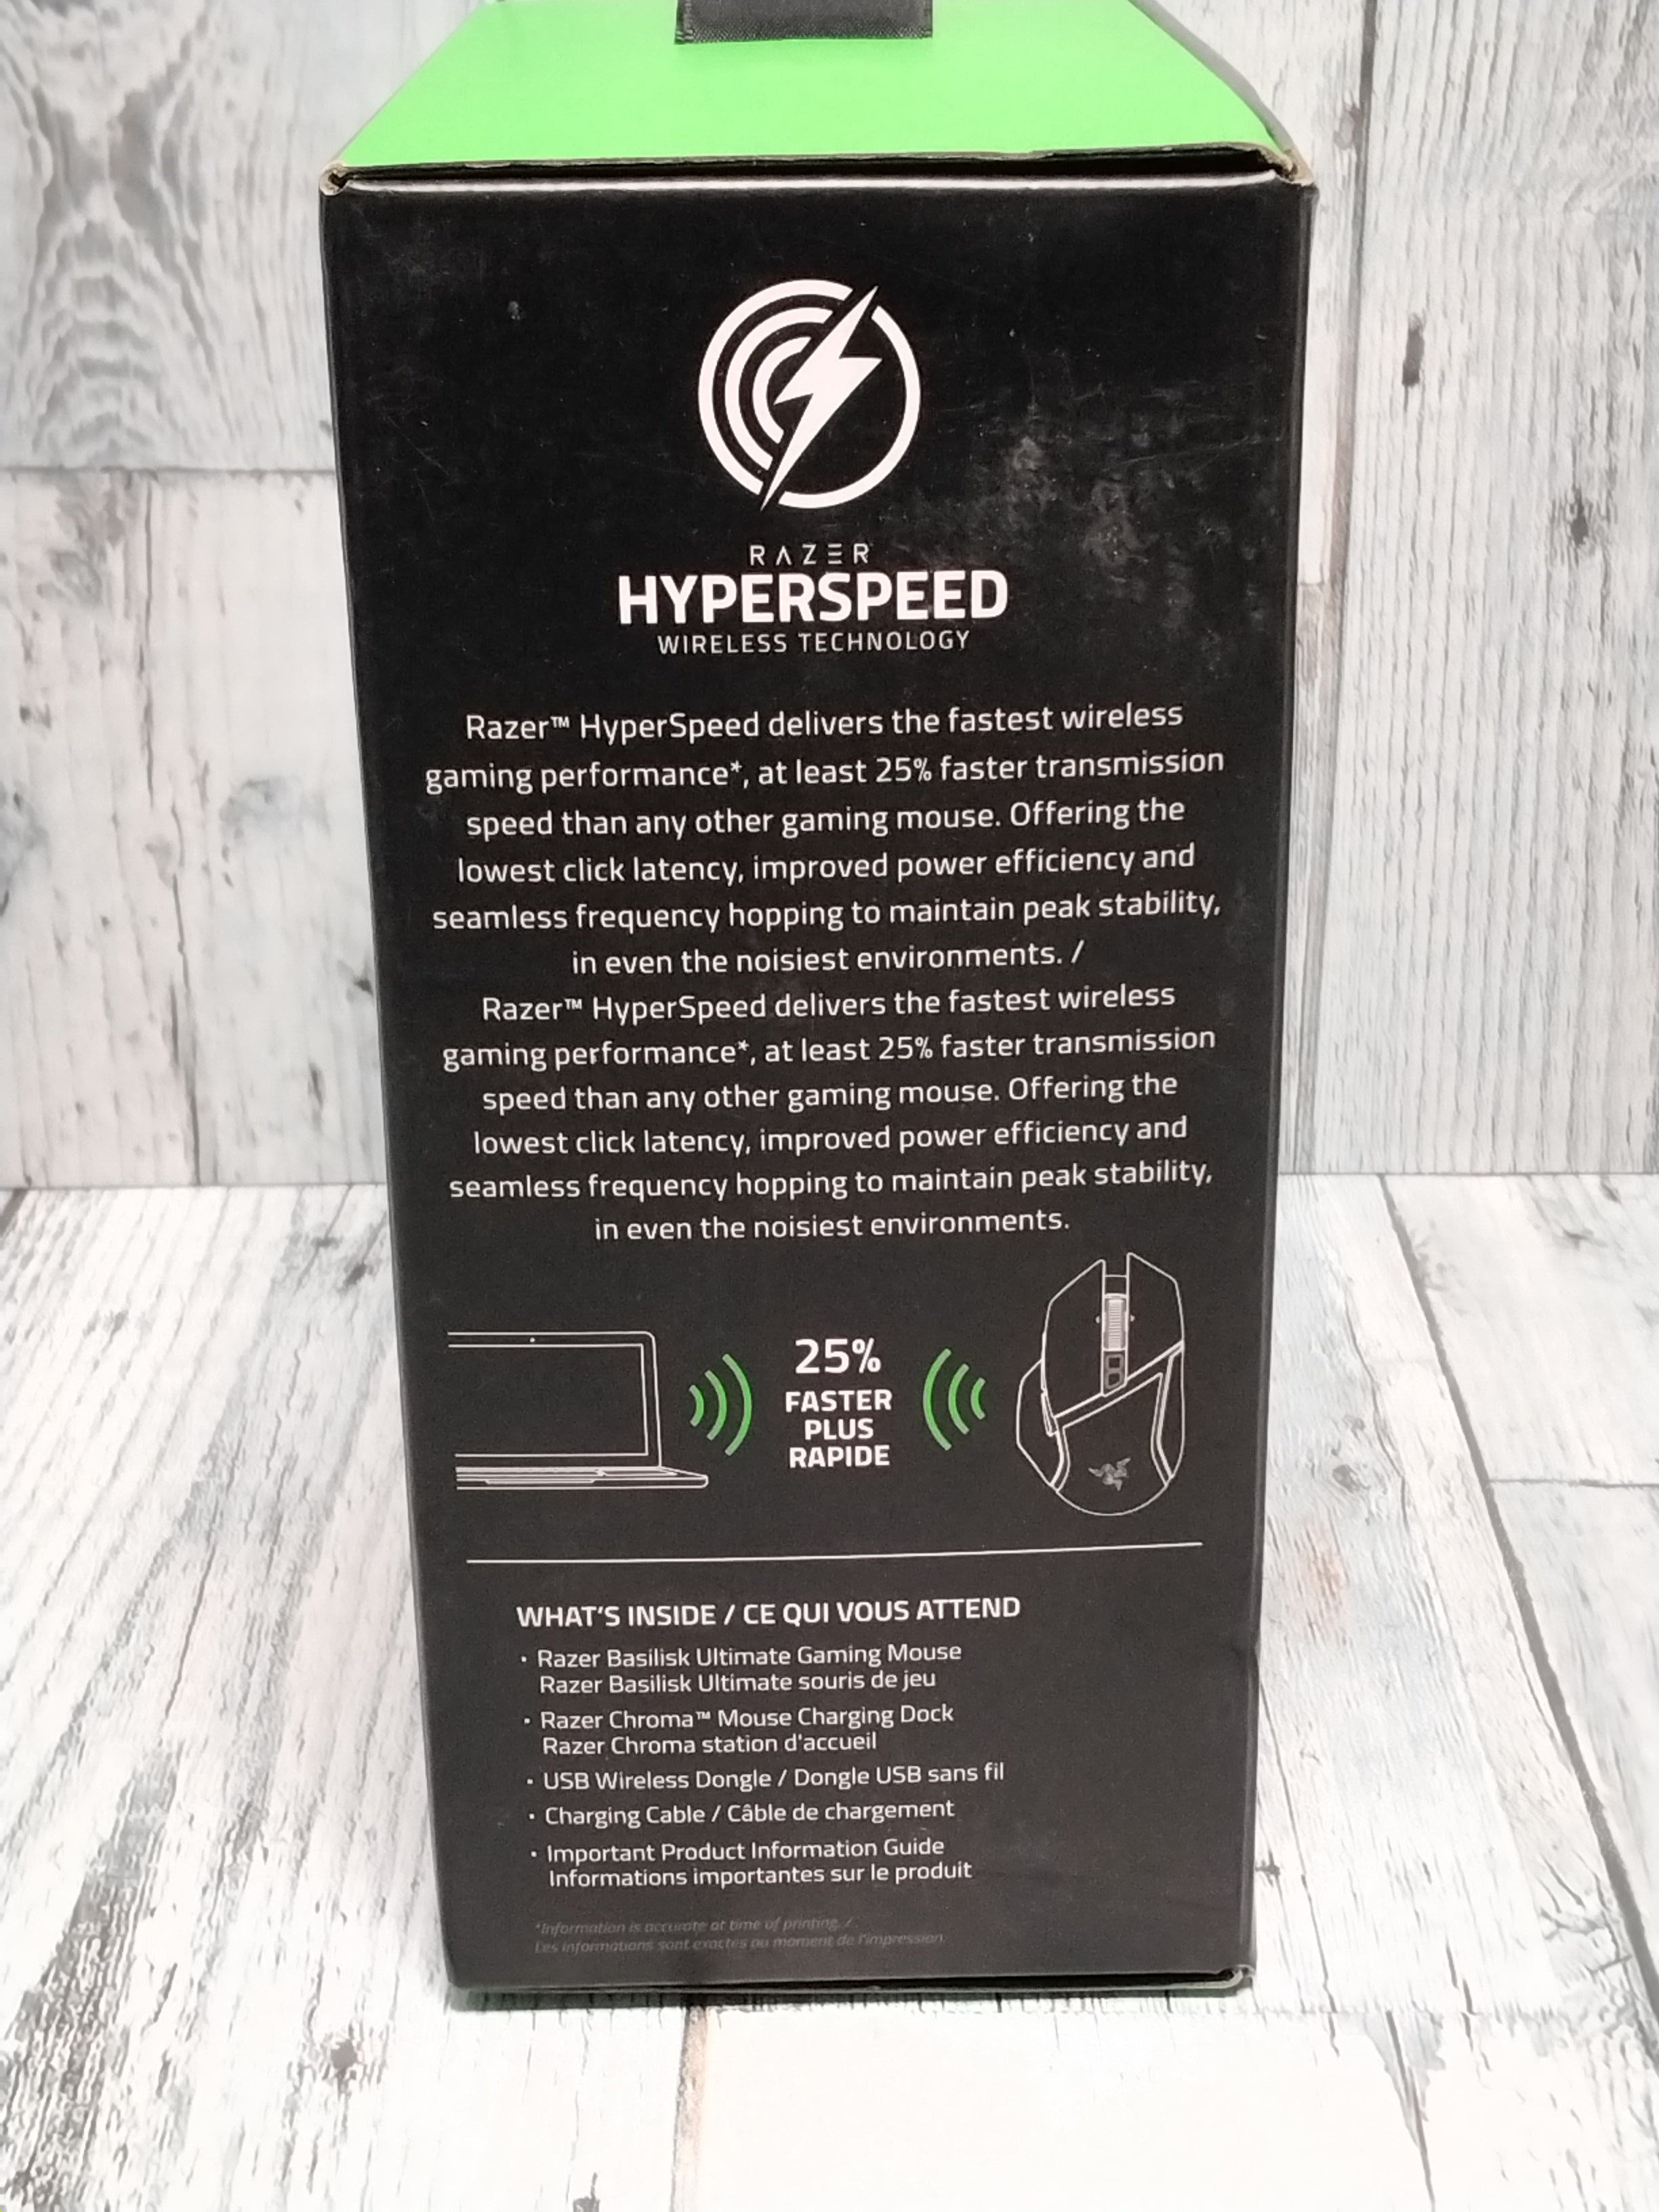 RAZER
HYPERSPEED
WIRELESS TECHNOLOGY
Razer™ HyperSpeed delivers the fastest wireless
gaming performance*, at least 25% faster transmission
speed than any other gaming mouse. Offering the
lowest click latency, improved power efficiency and
seamless frequency hopping to maintain peak stability,
in even the noisiest environments. /
Razer™ HyperSpeed delivers the fastest wireless
gaming performance*, at least 25% faster transmission
speed than any other gaming mouse. Offering the
lowest click latency, improved power efficiency and
seamless frequency hopping to maintain peak stability,
in even the noisiest environments.
25%
FASTER
PLUS
RAPIDE
WHAT'S INSIDE / CE QUI VOUS ATTEND
· Razer Basilisk Ultimate Gaming Mouse
Razer Basilisk Ultimate souris de jeu
· Razer Chroma™ Mouse Charging Dock
Razer Chroma station d'accueil
· USB Wireless Dongle / Dongle USB sans fil
· Charging Cable / Câble de chargement
· Important Product Information Guide
Informations importantes sur le produit
*Information is accurate at time of printing. /
Les informations sont exactes au moment de l'impression.